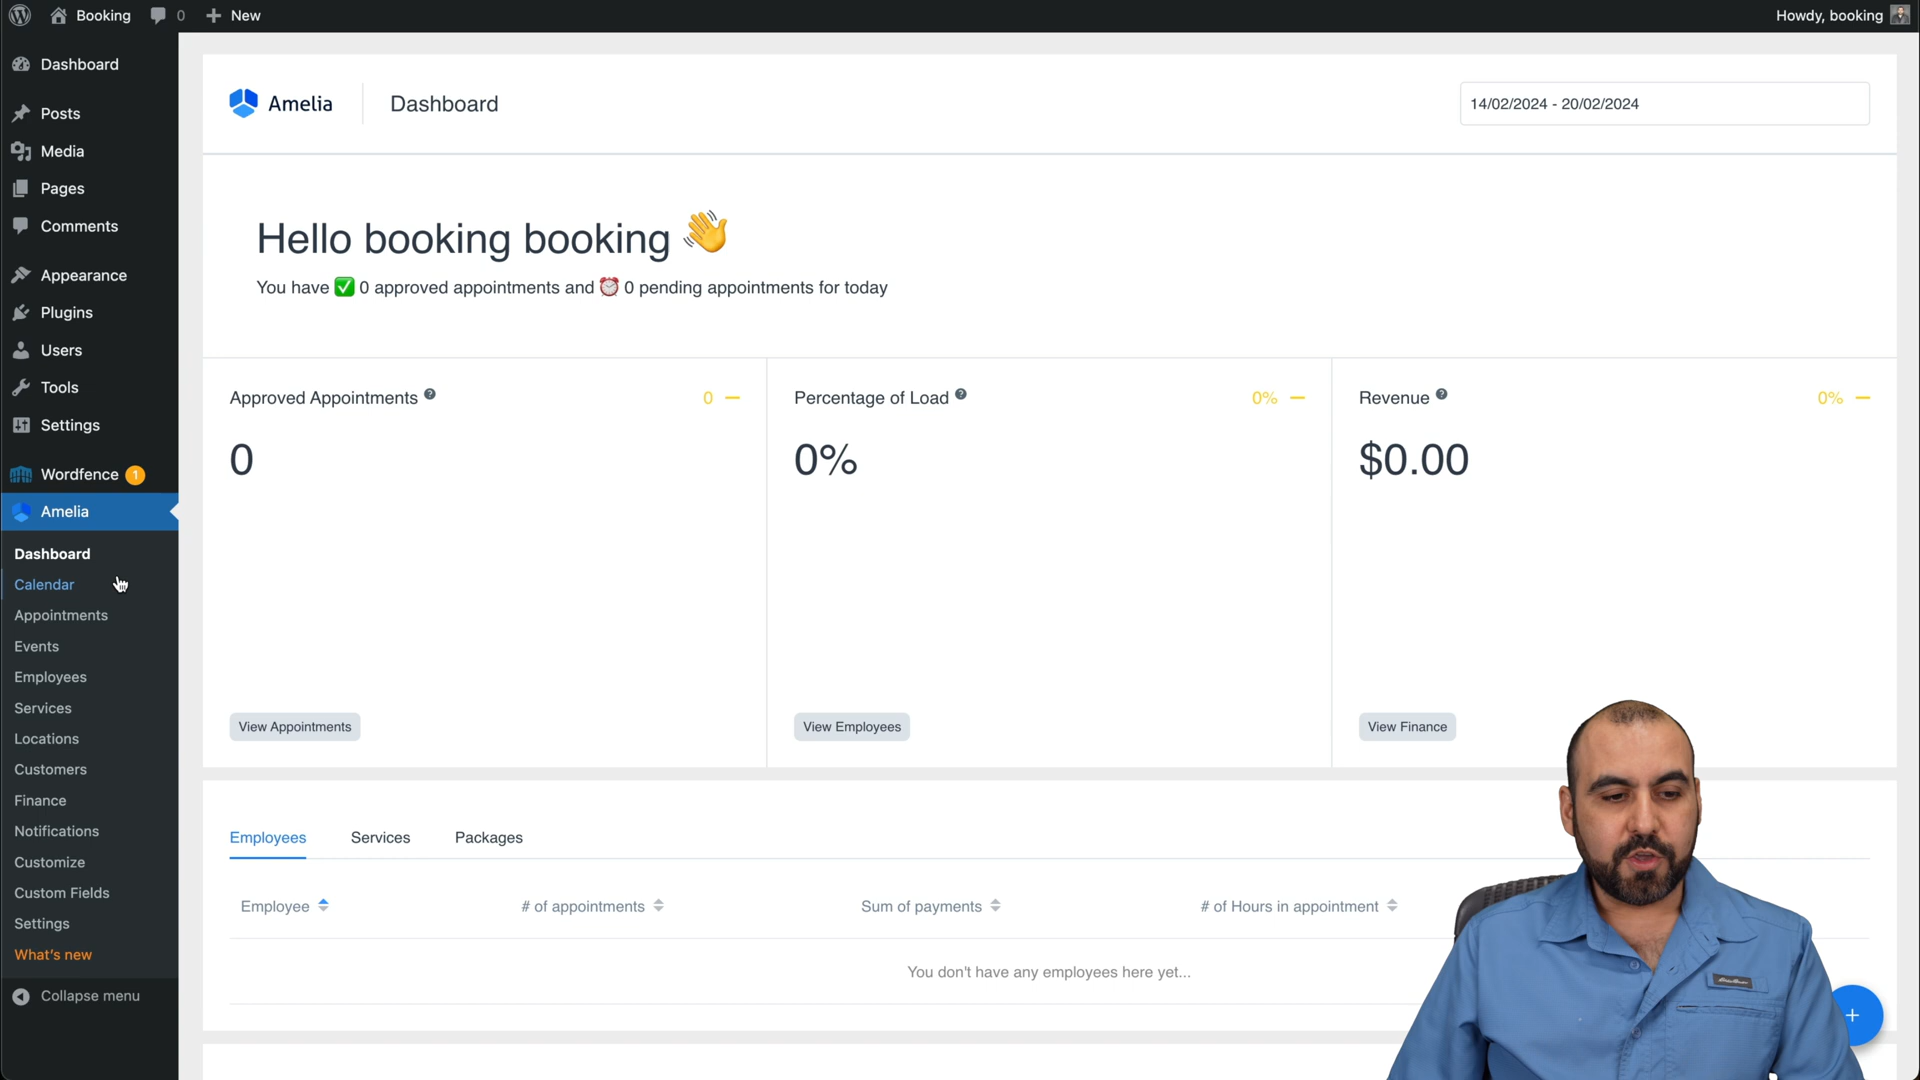 Booking
0
New
Howdy, booking
Dashboard
Posts
Media
Pages
Comments
Appearance
Plugins
Users
Tools
Settings
Wordfence 1
Amelia
Dashboard
Calendar
Appointments
Events
Employees
Services
Locations
Customers
Finance
Notifications
Customize
Custom Fields
Settings
What's new
Collapse menu
Amelia
Dashboard
14/02/2024 - 20/02/2024
Hello booking booking 👋
You have ✅ 0 approved appointments and ⏰ 0 pending appointments for today
Approved Appointments ?
0 –
0
View Appointments
Percentage of Load ?
0% –
0%
View Employees
Revenue ?
0% –
$0.00
View Finance
Employees
Services
Packages
Employee
# of appointments
Sum of payments
# of Hours in appointment
You don't have any employees here yet...
+